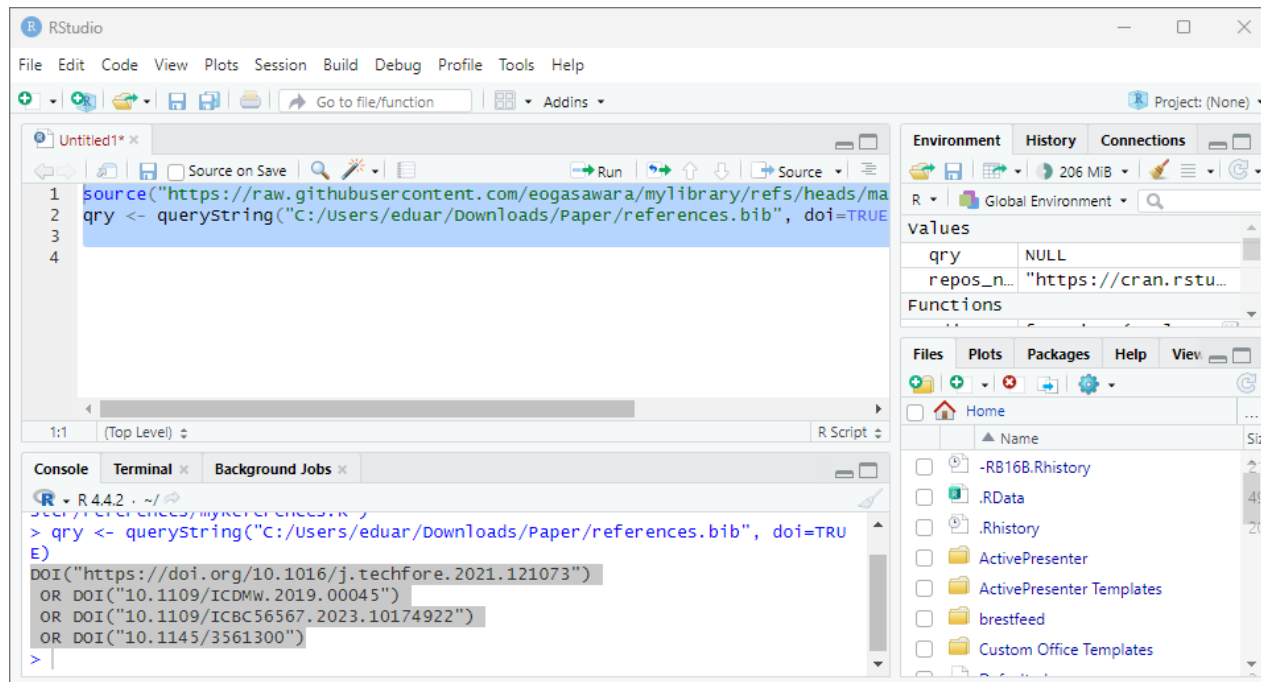 RStudio
File Edit Code View Plots Session Build Debug Profile Tools Help
Go to file/function Addins Project: (None)
Untitled1*
Source on Save Run Source
1 source("https://raw.githubusercontent.com/eogasawara/mylibrary/refs/heads/ma
2 qry <- queryString("C:/Users/eduar/Downloads/Paper/references.bib", doi=TRUE
3
4
1:1 (Top Level) R Script
Console Terminal Background Jobs
R 4.4.2 · ~/
ster/references/myReferences.R")
> qry <- queryString("C:/Users/eduar/Downloads/Paper/references.bib", doi=TRU
E)
DOI("https://doi.org/10.1016/j.techfore.2021.121073")
OR DOI("10.1109/ICDMW.2019.00045")
OR DOI("10.1109/ICBC56567.2023.10174922")
OR DOI("10.1145/3561300")
>
Environment History Connections
206 MiB
R Global Environment
Values
qry NULL
repos_n… "https://cran.rstu…
Functions
Files Plots Packages Help View
Home ...
Name Siz
-RB16B.Rhistory
.RData
.Rhistory
ActivePresenter
ActivePresenter Templates
brestfeed
Custom Office Templates